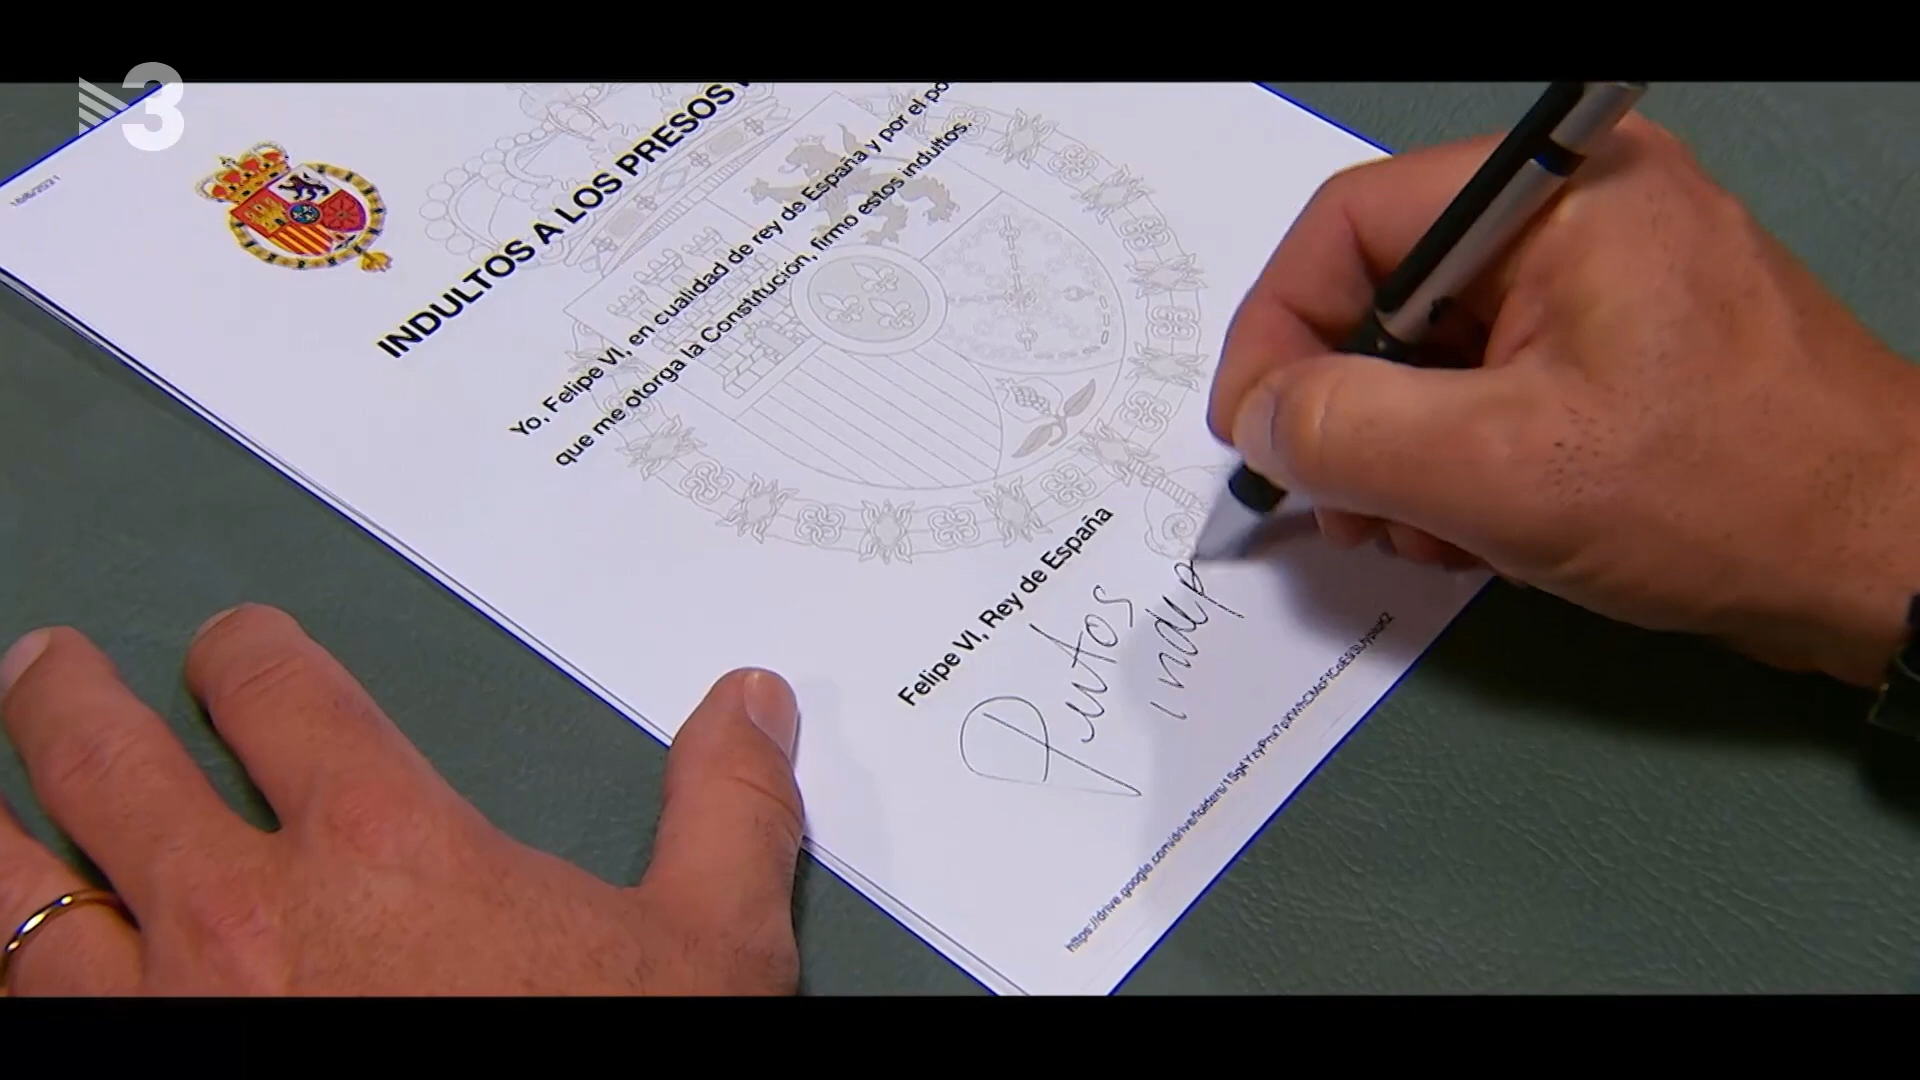 3
INDULTOS A LOS PRESOS
Yo, Felipe VI, en cualidad de rey de España y por el po
que me otorga la Constitución, firmo estos indultos.
Felipe VI, Rey de España
Putos
indep